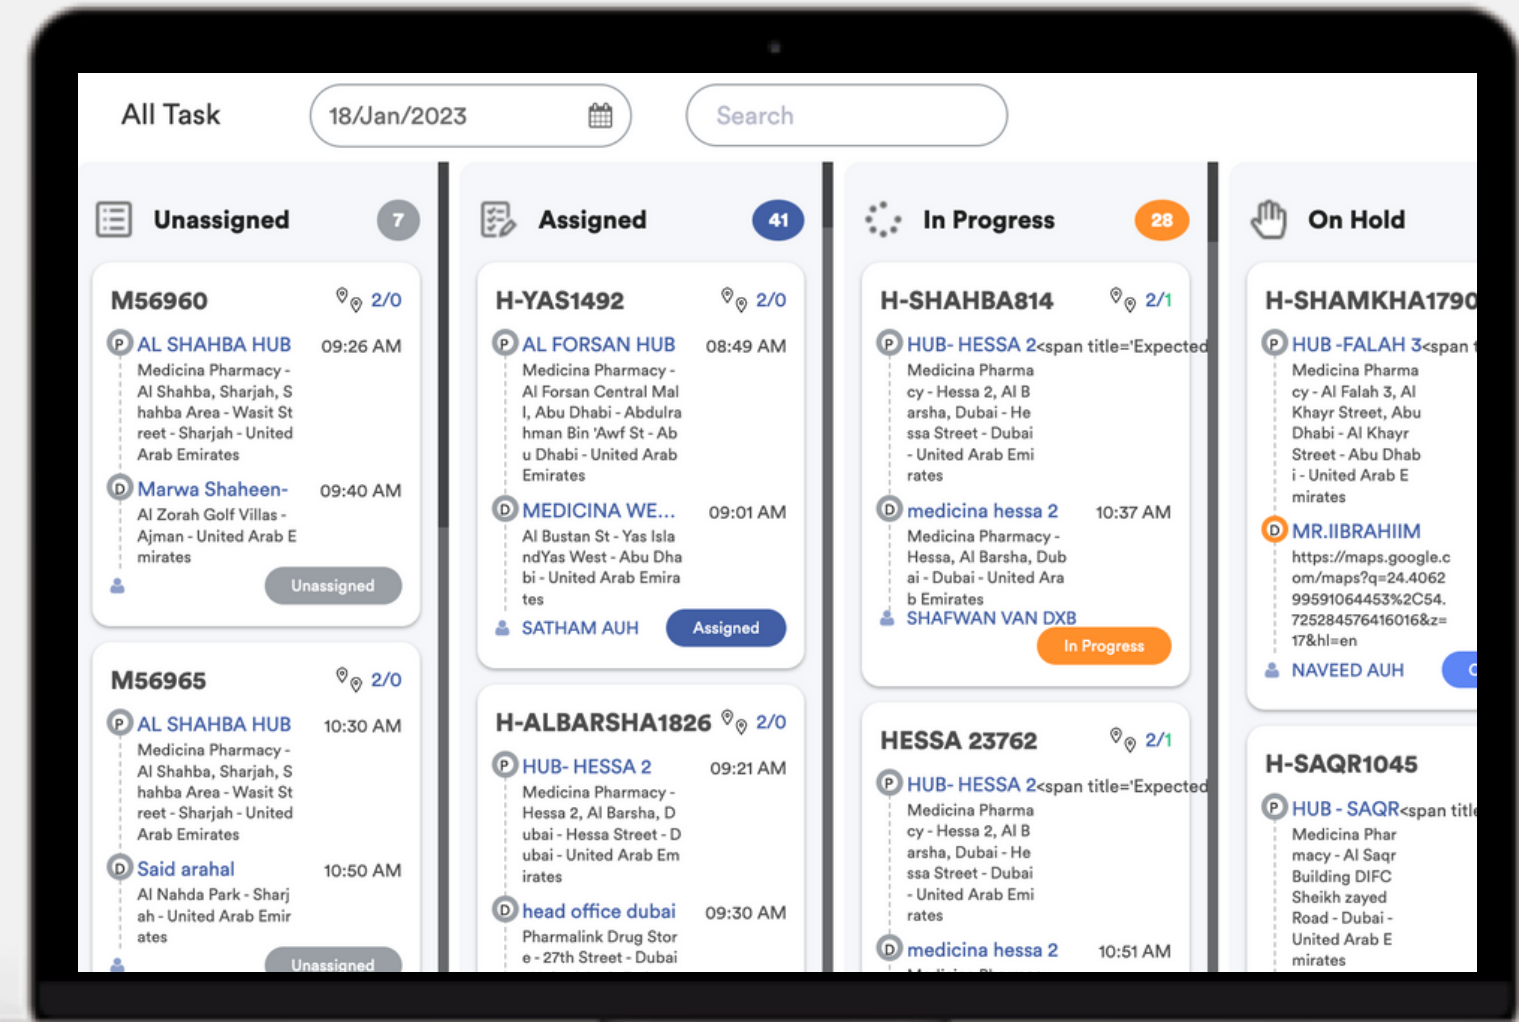 All Task
18/Jan/2023
Search
Unassigned
7
M56960
2/0
P
AL SHAHBA HUB
09:26 AM
Medicina Pharmacy -
Al Shahba, Sharjah, S
hahba Area - Wasit St
reet - Sharjah - United
Arab Emirates
D
Marwa Shaheen-
09:40 AM
Al Zorah Golf Villas -
Ajman - United Arab E
mirates
Unassigned
M56965
2/0
P
AL SHAHBA HUB
10:30 AM
Medicina Pharmacy -
Al Shahba, Sharjah, S
hahba Area - Wasit St
reet - Sharjah - United
Arab Emirates
D
Said arahal
10:50 AM
Al Nahda Park - Sharj
ah - United Arab Emir
ates
Unassigned
Assigned
41
H-YAS1492
2/0
P
AL FORSAN HUB
08:49 AM
Medicina Pharmacy -
Al Forsan Central Mal
l, Abu Dhabi - Abdulra
hman Bin 'Awf St - Ab
u Dhabi - United Arab
Emirates
D
MEDICINA WE...
09:01 AM
Al Bustan St - Yas Isla
ndYas West - Abu Dha
bi - United Arab Emira
tes
SATHAM AUH
Assigned
H-ALBARSHA1826
2/0
P
HUB- HESSA 2
09:21 AM
Medicina Pharmacy -
Hessa 2, Al Barsha, D
ubai - Hessa Street - D
ubai - United Arab Em
irates
D
head office dubai
09:30 AM
Pharmalink Drug Stor
e - 27th Street - Dubai
In Progress
28
H-SHAHBA814
2/1
P
HUB- HESSA 2<span title='Expected
Medicina Pharma
cy - Hessa 2, Al B
arsha, Dubai - He
ssa Street - Dubai
- United Arab Emi
rates
D
medicina hessa 2
10:37 AM
Medicina Pharmacy -
Hessa, Al Barsha, Dub
ai - Dubai - United Ara
b Emirates
SHAFWAN VAN DXB
In Progress
HESSA 23762
2/1
P
HUB- HESSA 2<span title='Expected
Medicina Pharma
cy - Hessa 2, Al B
arsha, Dubai - He
ssa Street - Dubai
- United Arab Emi
rates
D
medicina hessa 2
10:51 AM
On Hold
H-SHAMKHA1790
P
HUB -FALAH 3<span t
Medicina Pharma
cy - Al Falah 3, Al
Khayr Street, Abu
Dhabi - Al Khayr
Street - Abu Dhab
i - United Arab E
mirates
D
MR.IIBRAHIIM
https://maps.google.c
om/maps?q=24.4062
99591064453%2C54.
725284576416016&z=
17&hl=en
NAVEED AUH
H-SAQR1045
P
HUB - SAQR<span title
Medicina Phar
macy - Al Saqr
Building DIFC
Sheikh zayed
Road - Dubai -
United Arab E
mirates